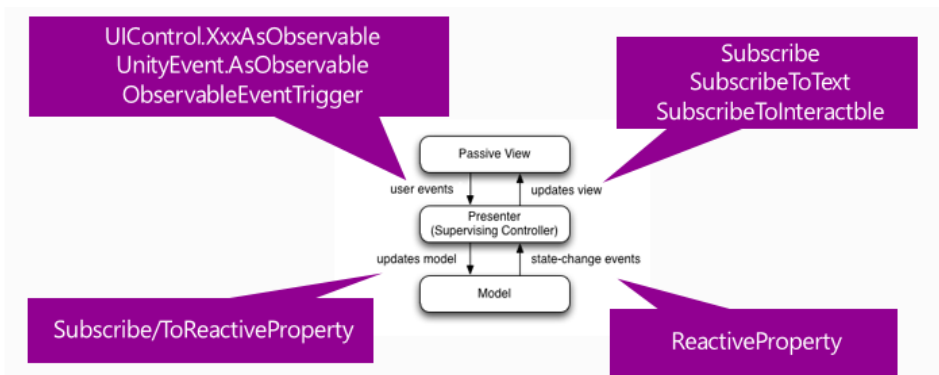 UIControl.XxxAsObservable
UnityEvent.AsObservable
ObservableEventTrigger
Subscribe
SubscribeToText
SubscribeToInteractble
Passive View
user events
updates view
Presenter
(Supervising Controller)
updates model
state-change events
Model
Subscribe/ToReactiveProperty
ReactiveProperty